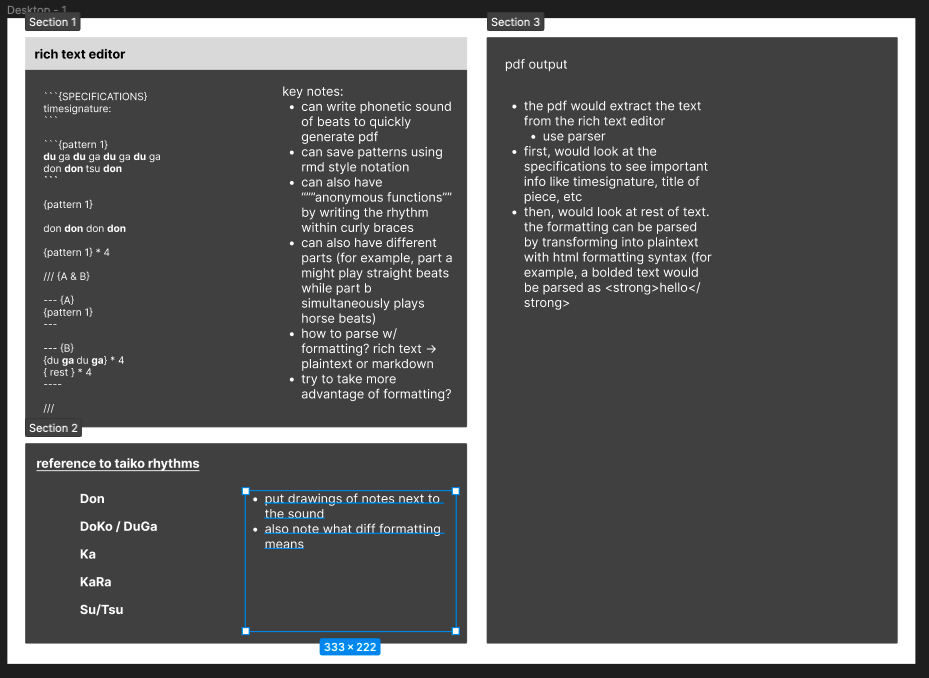 Desktop - 1
Section 1
rich text editor
```{SPECIFICATIONS}
timesignature:
```
```{pattern 1}
du ga du ga du ga du ga
don don tsu don
```
{pattern 1}
don don don don
{pattern 1} * 4
/// {A & B}
--- {A}
{pattern 1}
---
--- {B}
{du ga du ga} * 4
{ rest } * 4
----
///
key notes:
• can write phonetic sound
of beats to quickly
generate pdf
• can save patterns using
rmd style notation
• can also have
“””anonymous functions””
by writing the rhythm
within curly braces
• can also have different
parts (for example, part a
might play straight beats
while part b
simultaneously plays
horse beats)
• how to parse w/
formatting? rich text →
plaintext or markdown
• try to take more
advantage of formatting?
Section 2
reference to taiko rhythms
Don
DoKo / DuGa
Ka
KaRa
Su/Tsu
• put drawings of notes next to
the sound
• also note what diff formatting
means
333 × 222
Section 3
pdf output
• the pdf would extract the text
from the rich text editor
• use parser
• first, would look at the
specifications to see important
info like timesignature, title of
piece, etc
• then, would look at rest of text.
the formatting can be parsed
by transforming into plaintext
with html formatting syntax (for
example, a bolded text would
be parsed as <strong>hello</
strong>